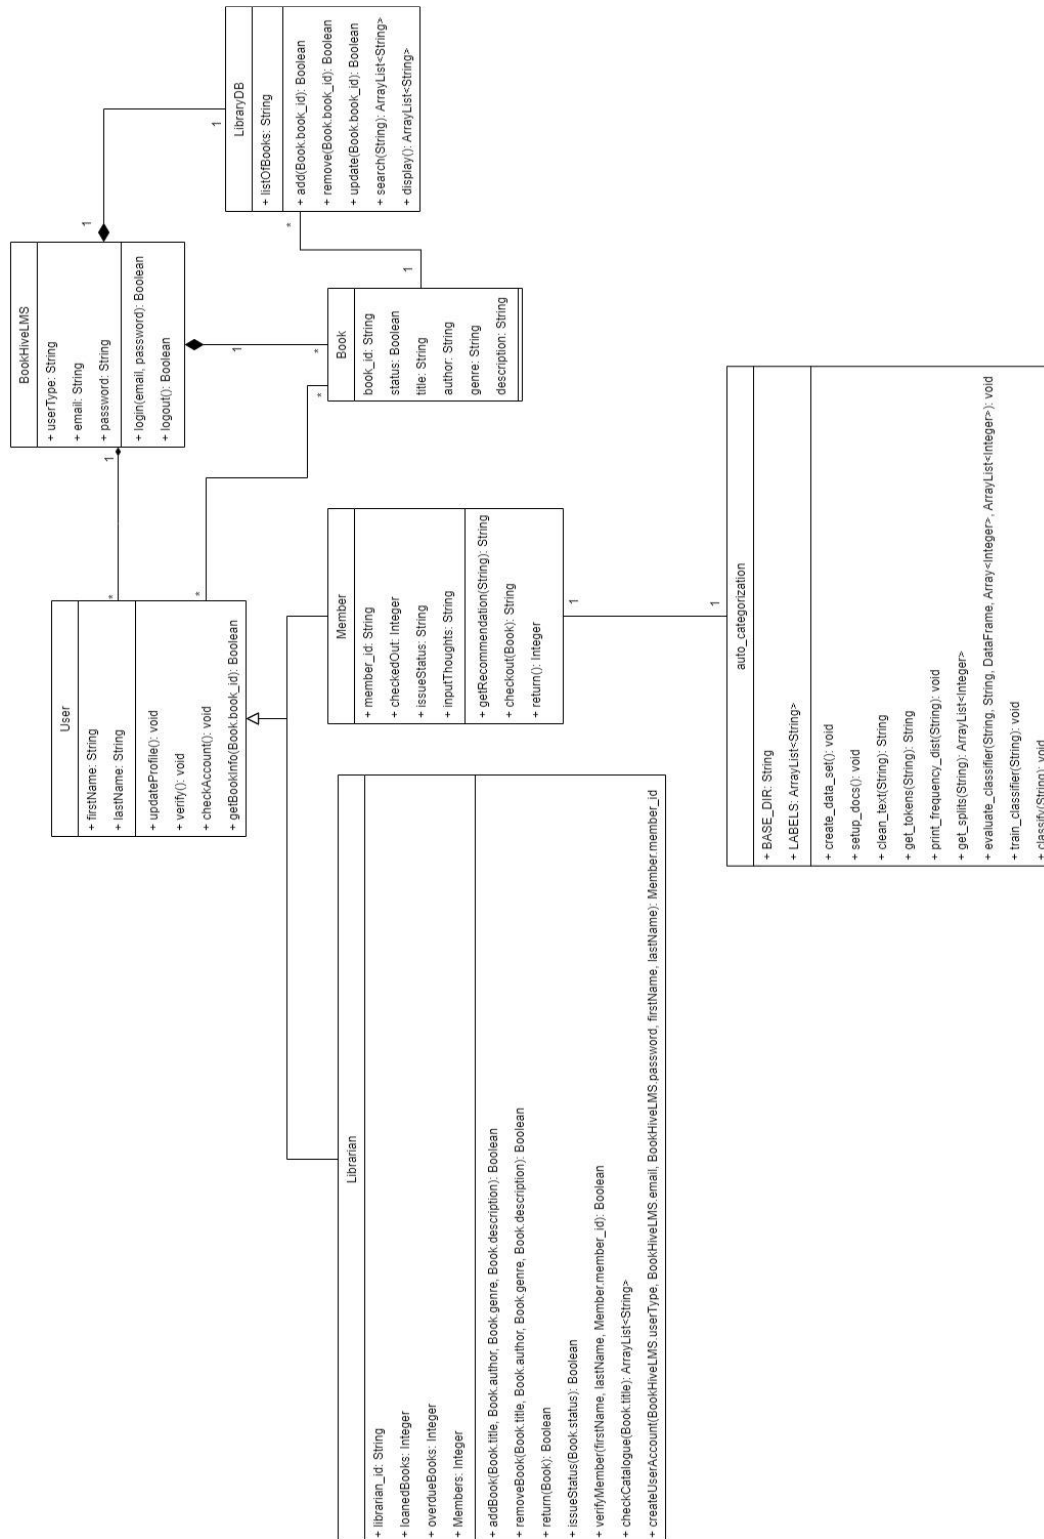 BookHiveLMS
+ userType: String
+ email: String
+ password: String
+ login(email, password): Boolean
+ logout(): Boolean
1
1
1
*
1
*
User
+ firstName: String
+ lastName: String
+ updateProfile(): void
+ verify(): void
+ checkAccount(): void
+ getBookInfo(Book.book_id): Boolean
*
*
Book
book_id: String
status: Boolean
title: String
author: String
genre: String
description: String
*
1
*
LibraryDB
+ listOfBooks: String
+ add(Book.book_id): Boolean
+ remove(Book.book_id): Boolean
+ update(Book.book_id): Boolean
+ search(String): ArrayList<String>
+ display(): ArrayList<String>
Librarian
+ librarian_id: String
+ loanedBooks: Integer
+ overdueBooks: Integer
+ Members: Integer
+ addBook(Book.title, Book.author, Book.genre, Book.description): Boolean
+ removeBook(Book.title, Book.author, Book.genre, Book.description): Boolean
+ return(Book): Boolean
+ issueStatus(Book.status): Boolean
+ verifyMember(firstName, lastName, Member.member_id): Boolean
+ checkCatalogue(Book.title): ArrayList<String>
+ createUserAccount(BookHiveLMS.userType, BookHiveLMS.email, BookHiveLMS.password, firstName, lastName): Member.member_id
Member
+ member_id: String
+ checkedOut: Integer
+ issueStatus: String
+ inputThoughts: String
+ getRecommendation(String): String
+ checkout(Book): String
+ return(): Integer
1
1
auto_categorization
+ BASE_DIR: String
+ LABELS: ArrayList<String>
+ create_data_set(): void
+ setup_docs(): void
+ clean_text(String): String
+ get_tokens(String): String
+ print_frequency_dist(String): void
+ get_splits(String): ArrayList<Integer>
+ evaluate_classifier(String, String, DataFrame, Array<Integer>, ArrayList<Integer>): void
+ train_classifier(String): void
+ classify(String): void